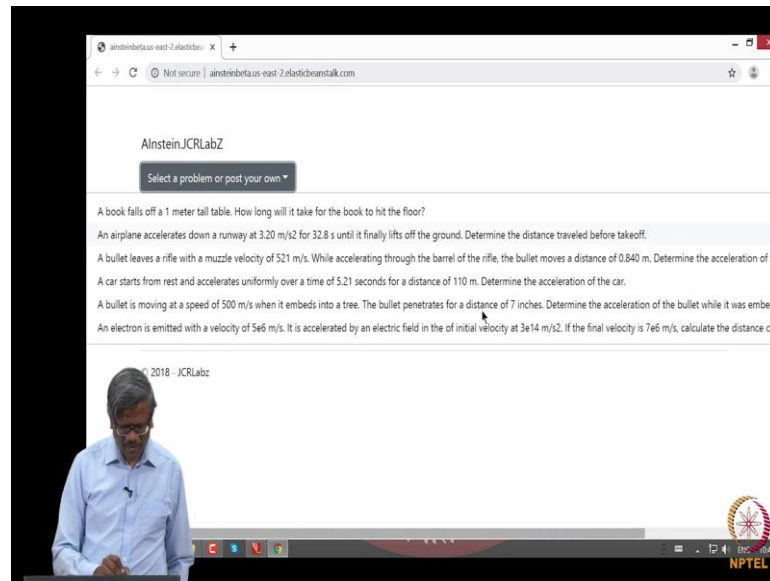 ainsteinbeta.us-east-2.elasticbea
Not secure | ainsteinbeta.us-east-2.elasticbeanstalk.com
AInstein.JCRLabZ
Select a problem or post your own
A book falls off a 1 meter tall table. How long will it take for the book to hit the floor?
An airplane accelerates down a runway at 3.20 m/s2 for 32.8 s until it finally lifts off the ground. Determine the distance traveled before takeoff.
A bullet leaves a rifle with a muzzle velocity of 521 m/s. While accelerating through the barrel of the rifle, the bullet moves a distance of 0.840 m. Determine the acceleration of
A car starts from rest and accelerates uniformly over a time of 5.21 seconds for a distance of 110 m. Determine the acceleration of the car.
A bullet is moving at a speed of 500 m/s when it embeds into a tree. The bullet penetrates for a distance of 7 inches. Determine the acceleration of the bullet while it was embe
An electron is emitted with a velocity of 5e6 m/s. It is accelerated by an electric field in the of initial velocity at 3e14 m/s2. If the final velocity is 7e6 m/s, calculate the distance
© 2018 - JCRLabz
NPTEL